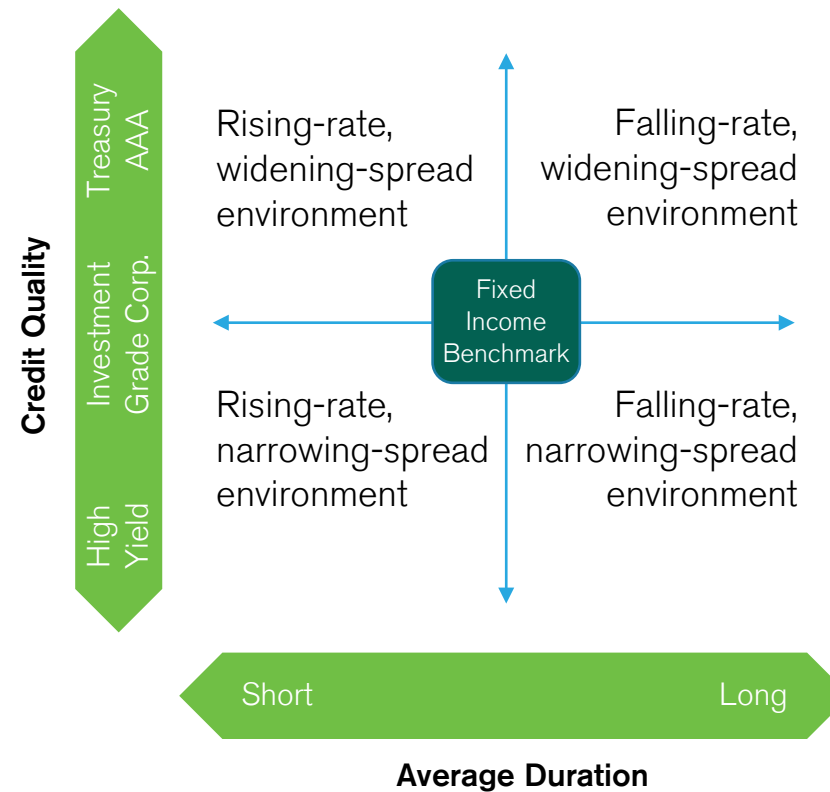 Credit Quality
Treasury
AAA
Investment
Grade Corp.
High
Yield
Rising-rate,
widening-spread
environment
Falling-rate,
widening-spread
environment
Fixed
Income
Benchmark
Rising-rate,
narrowing-spread
environment
Falling-rate,
narrowing-spread
environment
Short
Long
Average Duration